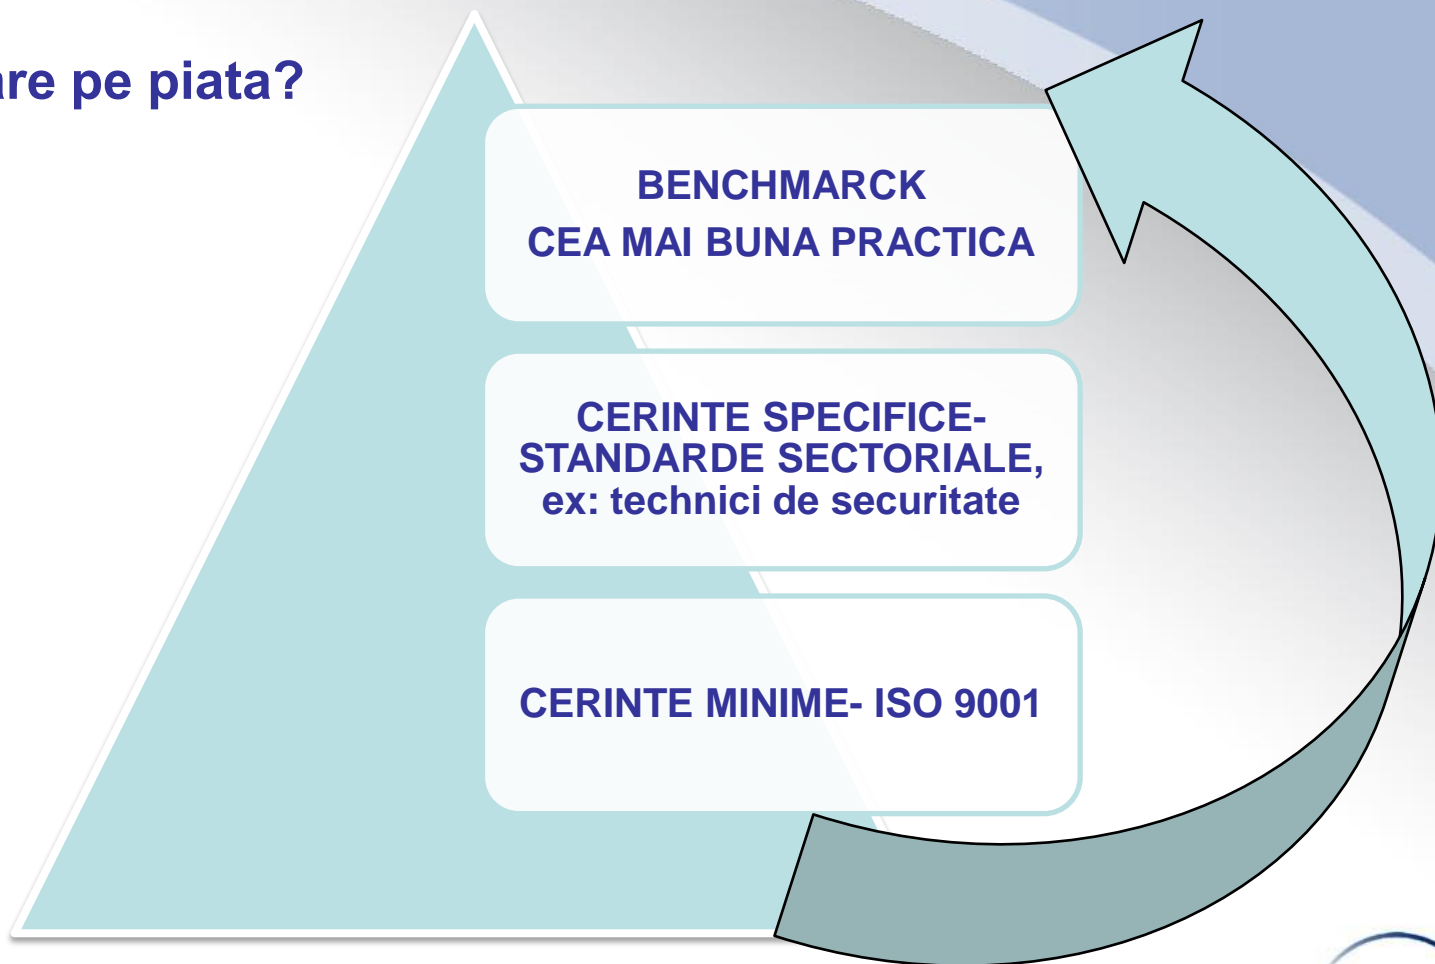 are pe piata?
BENCHMARCK
CEA MAI BUNA PRACTICA
CERINTE SPECIFICE-
STANDARDE SECTORIALE,
ex: technici de securitate
CERINTE MINIME- ISO 9001